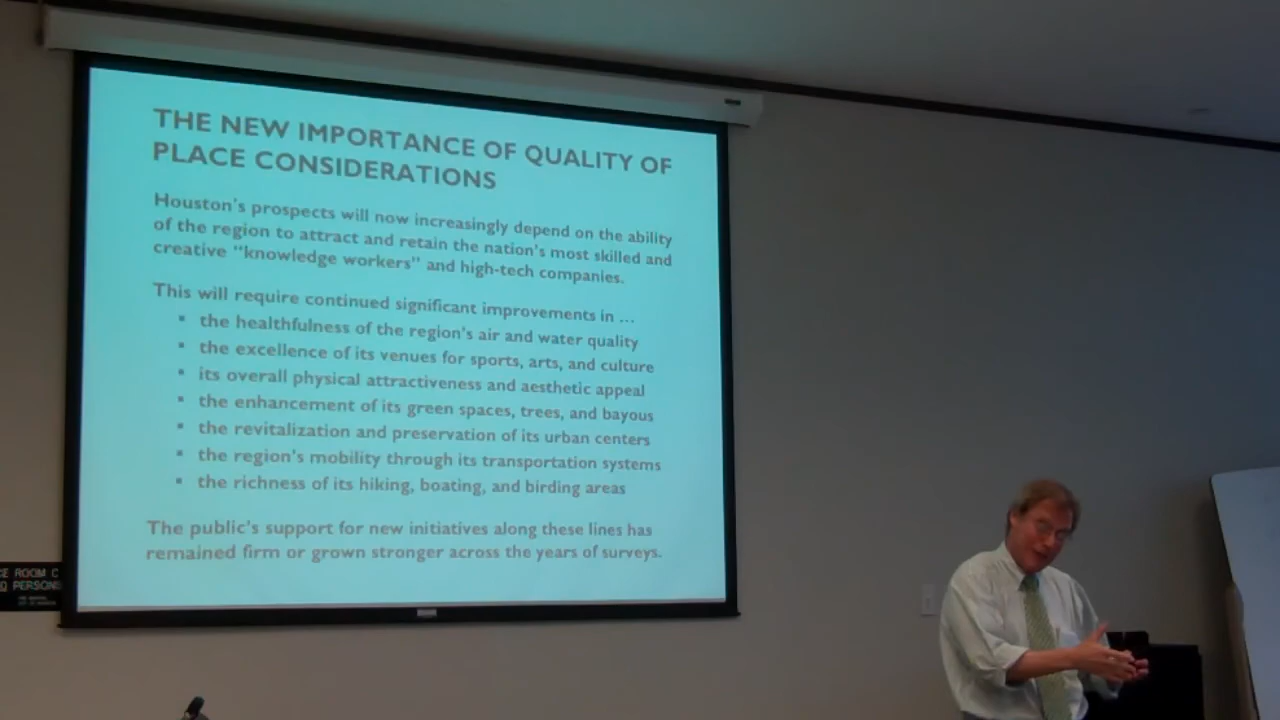 THE NEW IMPORTANCE OF QUALITY OF
PLACE CONSIDERATIONS
Houston's prospects will now increasingly depend on the ability
of the region to attract and retain the nation's most skilled and
creative "knowledge workers" and high-tech companies.
This will require continued significant improvements in ...
▪ the healthfulness of the region's air and water quality
▪ the excellence of its venues for sports, arts, and culture
▪ its overall physical attractiveness and aesthetic appeal
▪ the enhancement of its green spaces, trees, and bayous
▪ the revitalization and preservation of its urban centers
▪ the region's mobility through its transportation systems
▪ the richness of its hiking, boating, and birding areas
The public's support for new initiatives along these lines has
remained firm or grown stronger across the years of surveys.
ROOM C
PERSONS